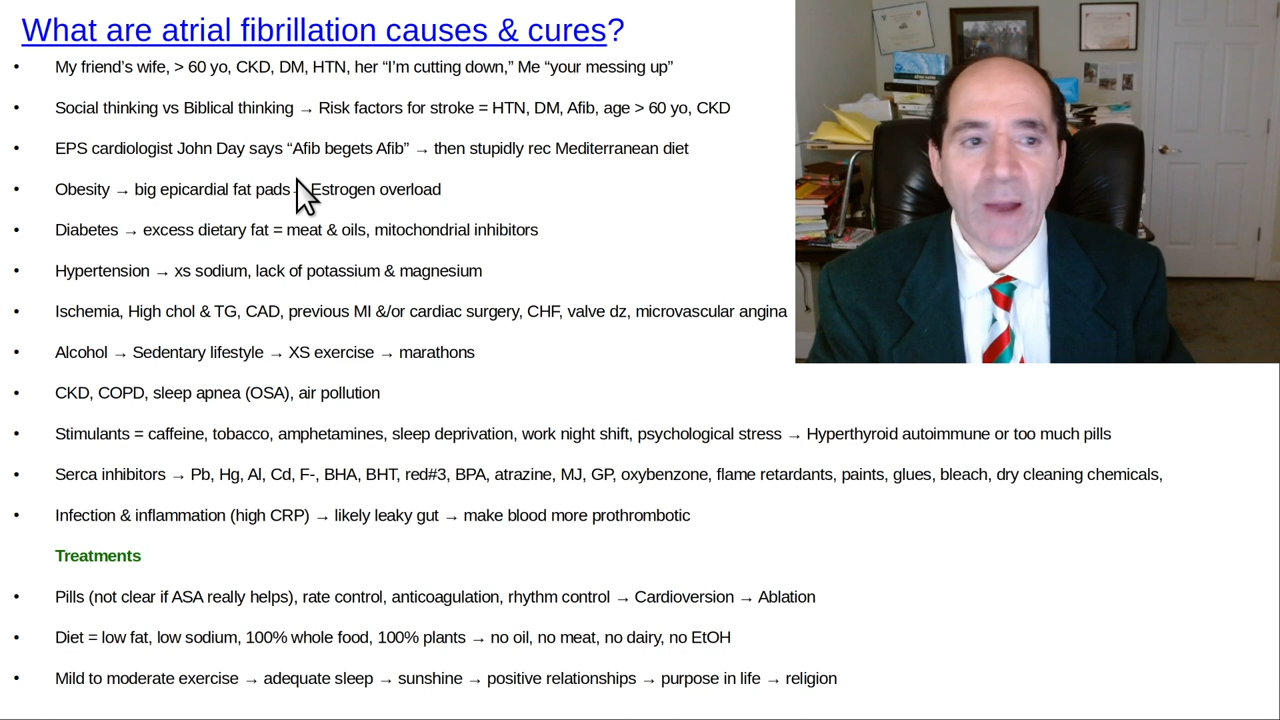 What are atrial fibrillation causes & cures?
• My friend’s wife, > 60 yo, CKD, DM, HTN, her “I’m cutting down,” Me “your messing up”
• Social thinking vs Biblical thinking → Risk factors for stroke = HTN, DM, Afib, age > 60 yo, CKD
• EPS cardiologist John Day says “Afib begets Afib” → then stupidly rec Mediterranean diet
• Obesity → big epicardial fat pads Estrogen overload
• Diabetes → excess dietary fat = meat & oils, mitochondrial inhibitors
• Hypertension → xs sodium, lack of potassium & magnesium
• Ischemia, High chol & TG, CAD, previous MI &/or cardiac surgery, CHF, valve dz, microvascular angina
• Alcohol → Sedentary lifestyle → XS exercise → marathons
• CKD, COPD, sleep apnea (OSA), air pollution
• Stimulants = caffeine, tobacco, amphetamines, sleep deprivation, work night shift, psychological stress → Hyperthyroid autoimmune or too much pills
• Serca inhibitors → Pb, Hg, Al, Cd, F-, BHA, BHT, red#3, BPA, atrazine, MJ, GP, oxybenzone, flame retardants, paints, glues, bleach, dry cleaning chemicals,
• Infection & inflammation (high CRP) → likely leaky gut → make blood more prothrombotic
Treatments
• Pills (not clear if ASA really helps), rate control, anticoagulation, rhythm control → Cardioversion → Ablation
• Diet = low fat, low sodium, 100% whole food, 100% plants → no oil, no meat, no dairy, no EtOH
• Mild to moderate exercise → adequate sleep → sunshine → positive relationships → purpose in life → religion